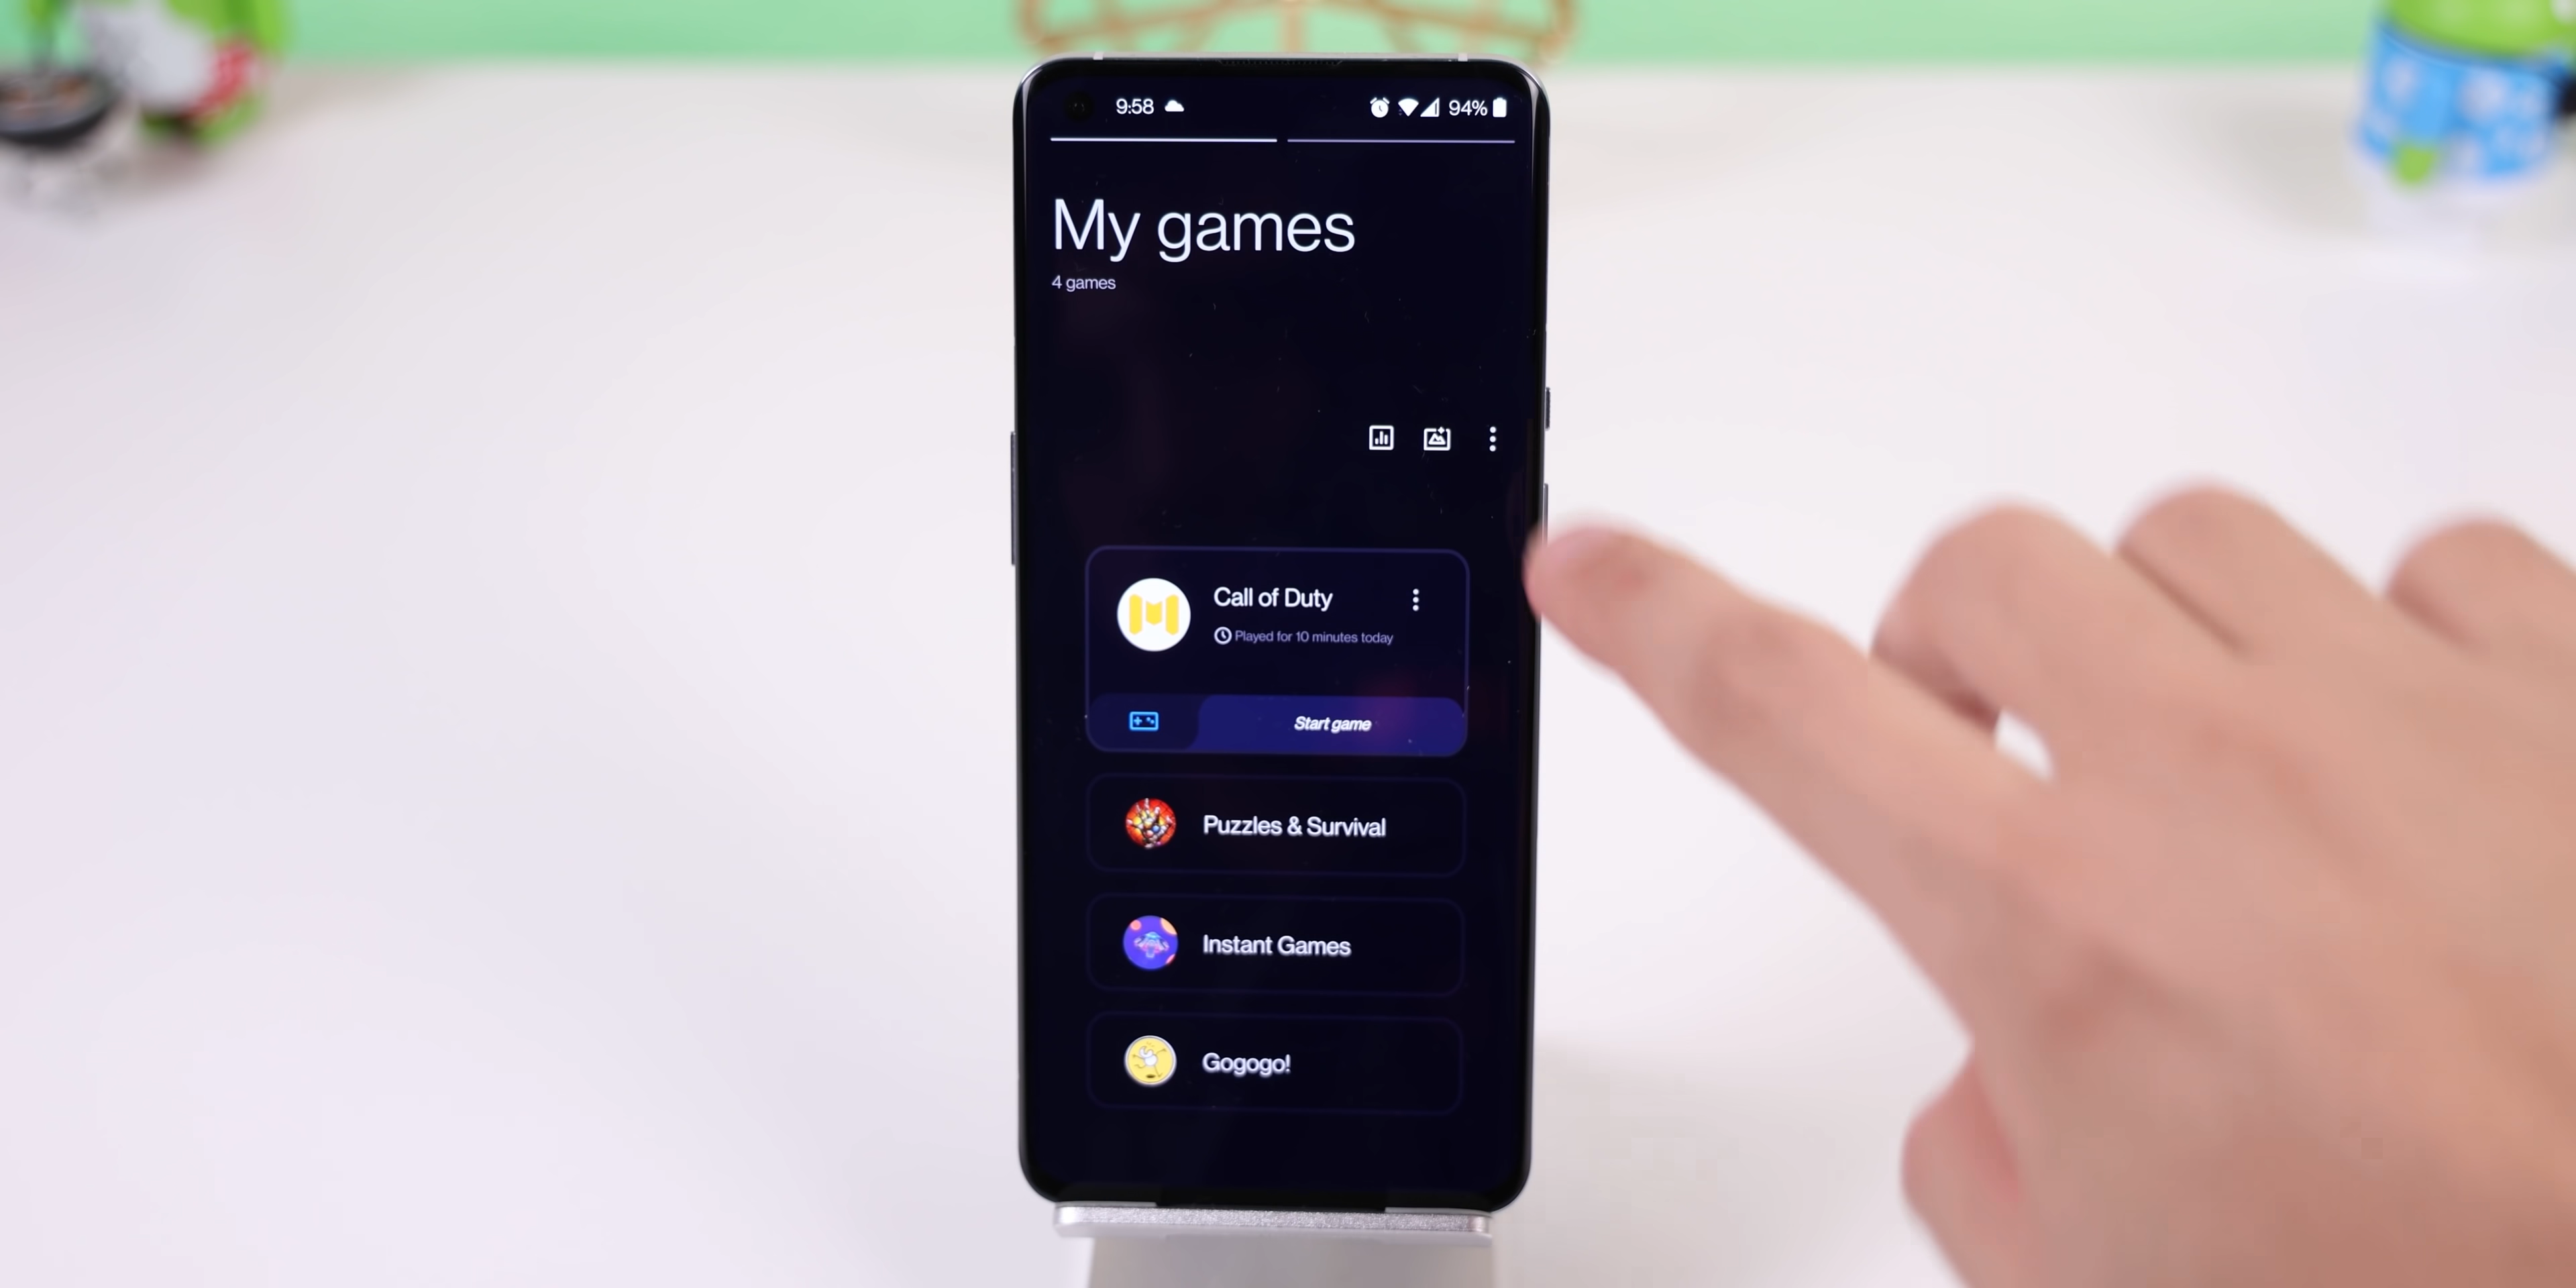 9:58 94%
My games
4 games
Call of Duty
Played for 10 minutes today
Start game
Puzzles & Survival
Instant Games
Gogogo!